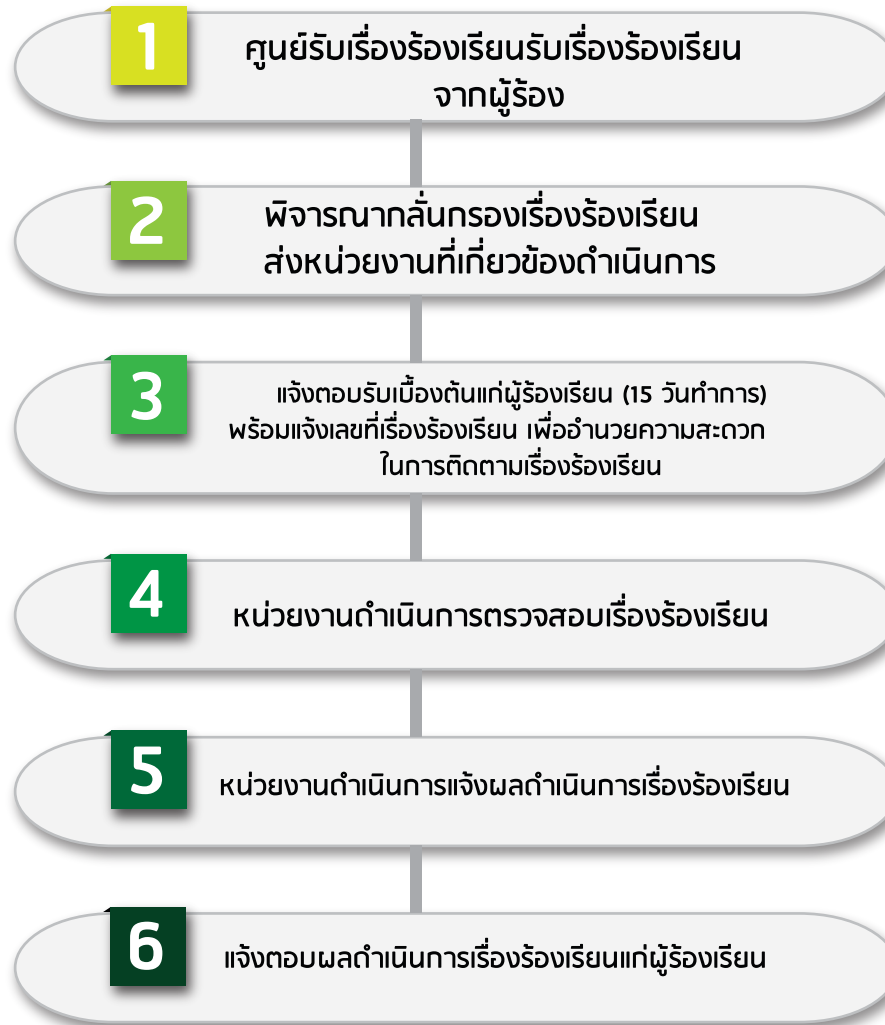 1
ศูนย์รับเรื่องร้องเรียนรับเรื่องร้องเรียน
จากผู้ร้อง
2
พิจารณากลั่นกรองเรื่องร้องเรียน
ส่งหน่วยงานที่เกี่ยวข้องดำเนินการ
3
แจ้งตอบรับเบื้องต้นแก่ผู้ร้องเรียน (15 วันทำการ)
พร้อมแจ้งเลขที่เรื่องร้องเรียน เพื่ออำนวยความสะดวก
ในการติดตามเรื่องร้องเรียน
4
หน่วยงานดำเนินการตรวจสอบเรื่องร้องเรียน
5
หน่วยงานดำเนินการแจ้งผลดำเนินการเรื่องร้องเรียน
6
แจ้งตอบผลดำเนินการเรื่องร้องเรียนแก่ผู้ร้องเรียน